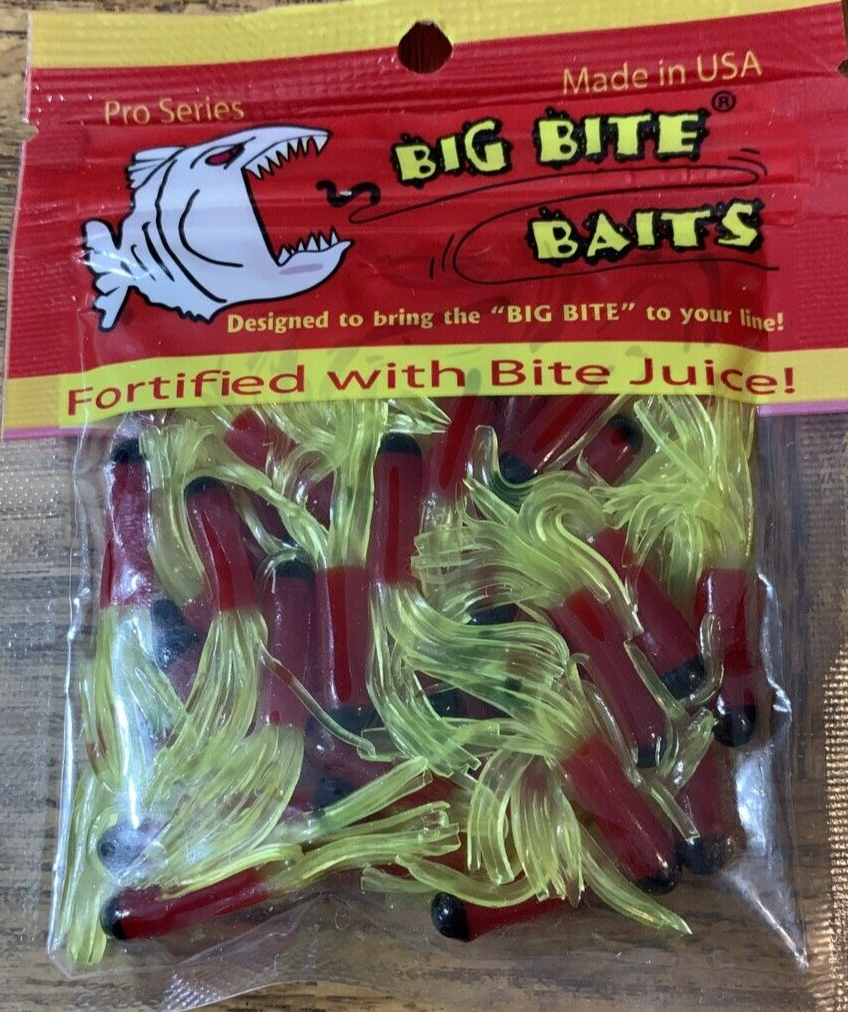 Pro Series
Made in USA
BIG BITE®
BAITS
Designed to bring the “BIG BITE” to your line!
Fortified with Bite Juice!